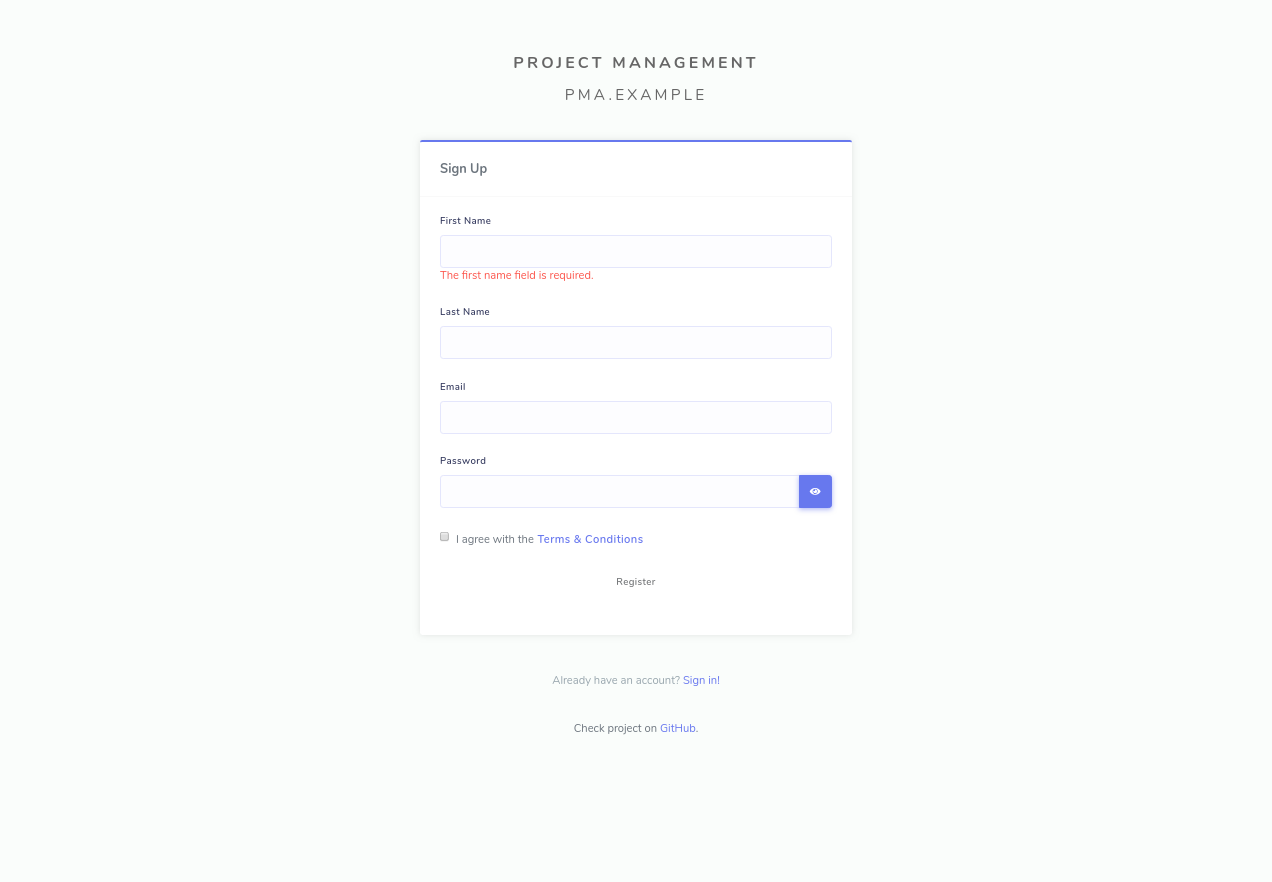 PROJECT MANAGEMENT
PMA.EXAMPLE
Sign Up
First Name
The first name field is required.
Last Name
Email
Password
I agree with the Terms & Conditions
Register
Already have an account? Sign in!
Check project on GitHub.